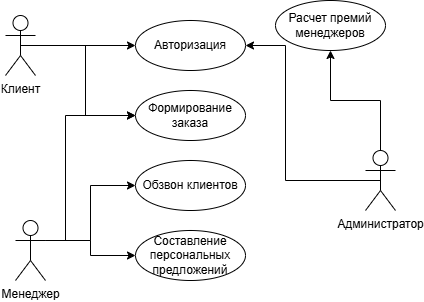 Расчет премий
менеджеров
Авторизация
Клиент
Формирование
заказа
Обзвон клиентов
Администратор
Составление
персональных
предложений
Менеджер